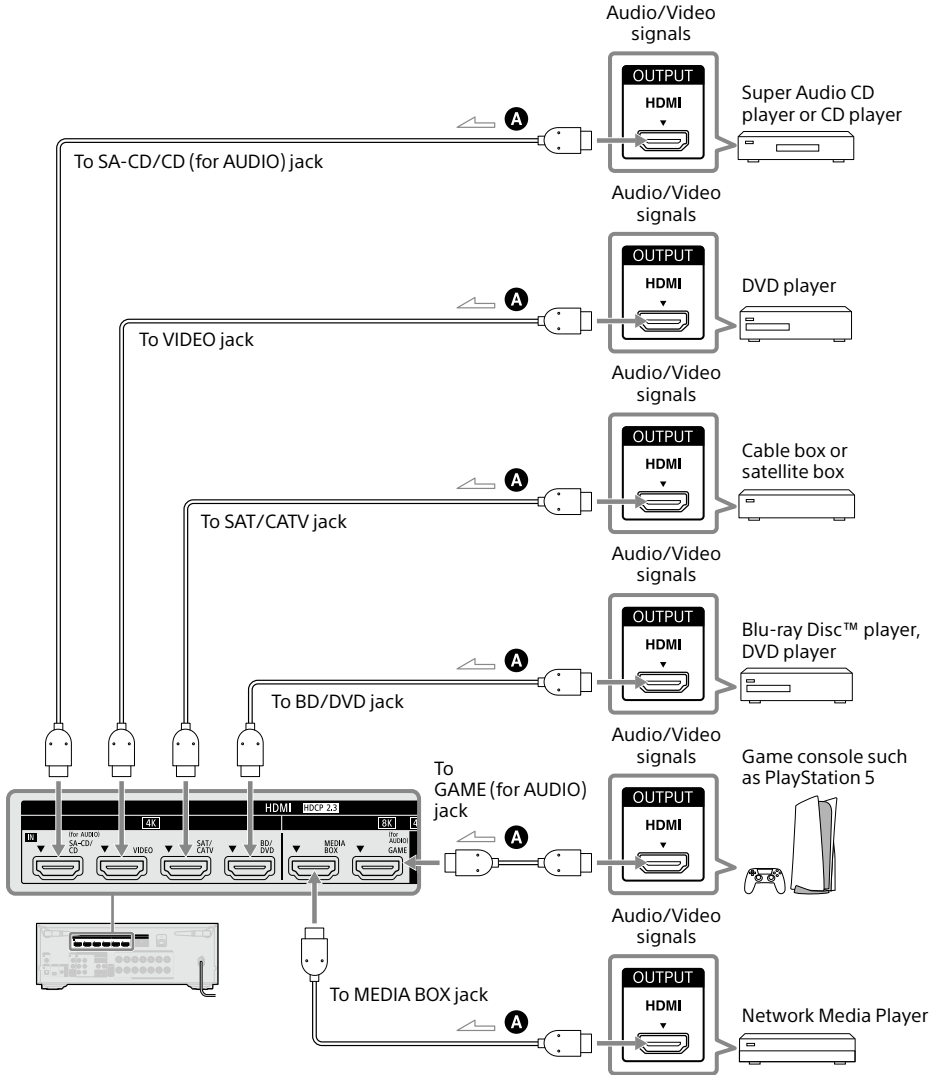 Audio/Video
signals
OUTPUT
HDMI
Super Audio CD
player or CD player
A
To SA-CD/CD (for AUDIO) jack
Audio/Video
signals
OUTPUT
HDMI
DVD player
A
To VIDEO jack
Audio/Video
signals
OUTPUT
HDMI
Cable box or
satellite box
A
To SAT/CATV jack
Audio/Video
signals
OUTPUT
HDMI
Blu-ray Disc™ player,
DVD player
A
To BD/DVD jack
Audio/Video
signals
OUTPUT
HDMI
Game console such
as PlayStation 5
To
GAME (for AUDIO)
jack
A
HDMI HDCP 2.3
4K 8K 4
IN
(for AUDIO)
SA-CD/
CD
VIDEO
SAT/
CATV
BD/
DVD
MEDIA
BOX
(for
AUDIO)
GAME
Audio/Video
signals
OUTPUT
HDMI
Network Media Player
To MEDIA BOX jack
A